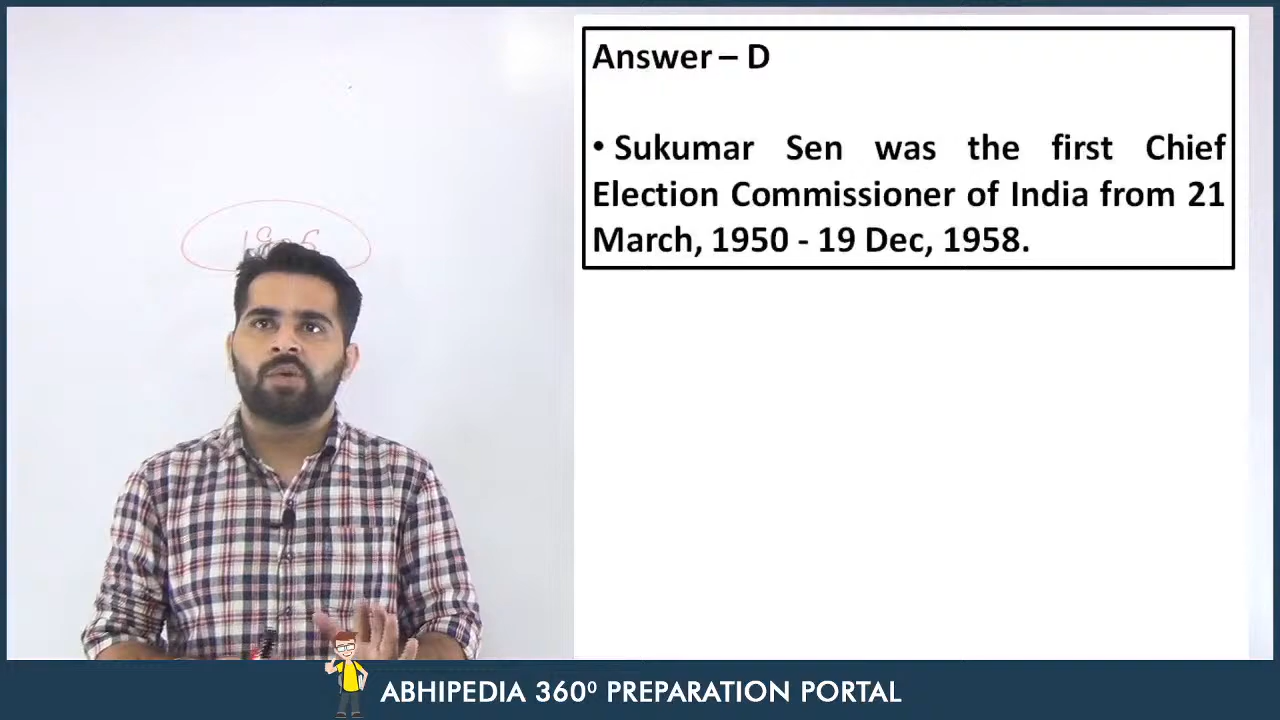 Answer – D
• Sukumar Sen was the first Chief
Election Commissioner of India from 21
March, 1950 - 19 Dec, 1958.
ABHIPEDIA 360⁰ PREPARATION PORTAL